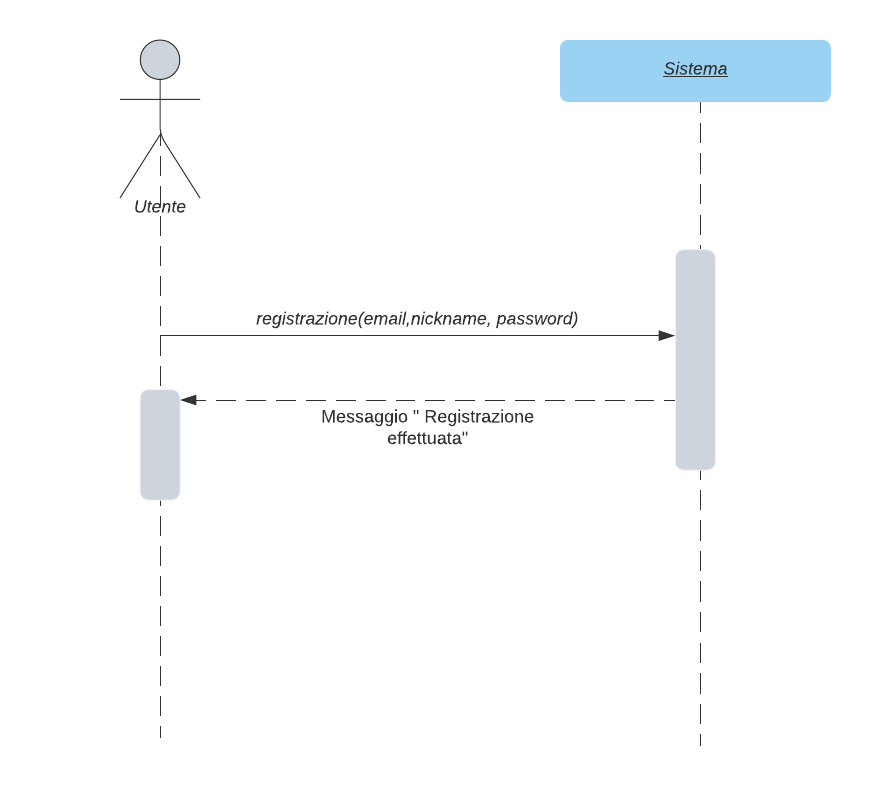 Sistema
Utente
registrazione(email,nickname, password)
Messaggio " Registrazione
effettuata"